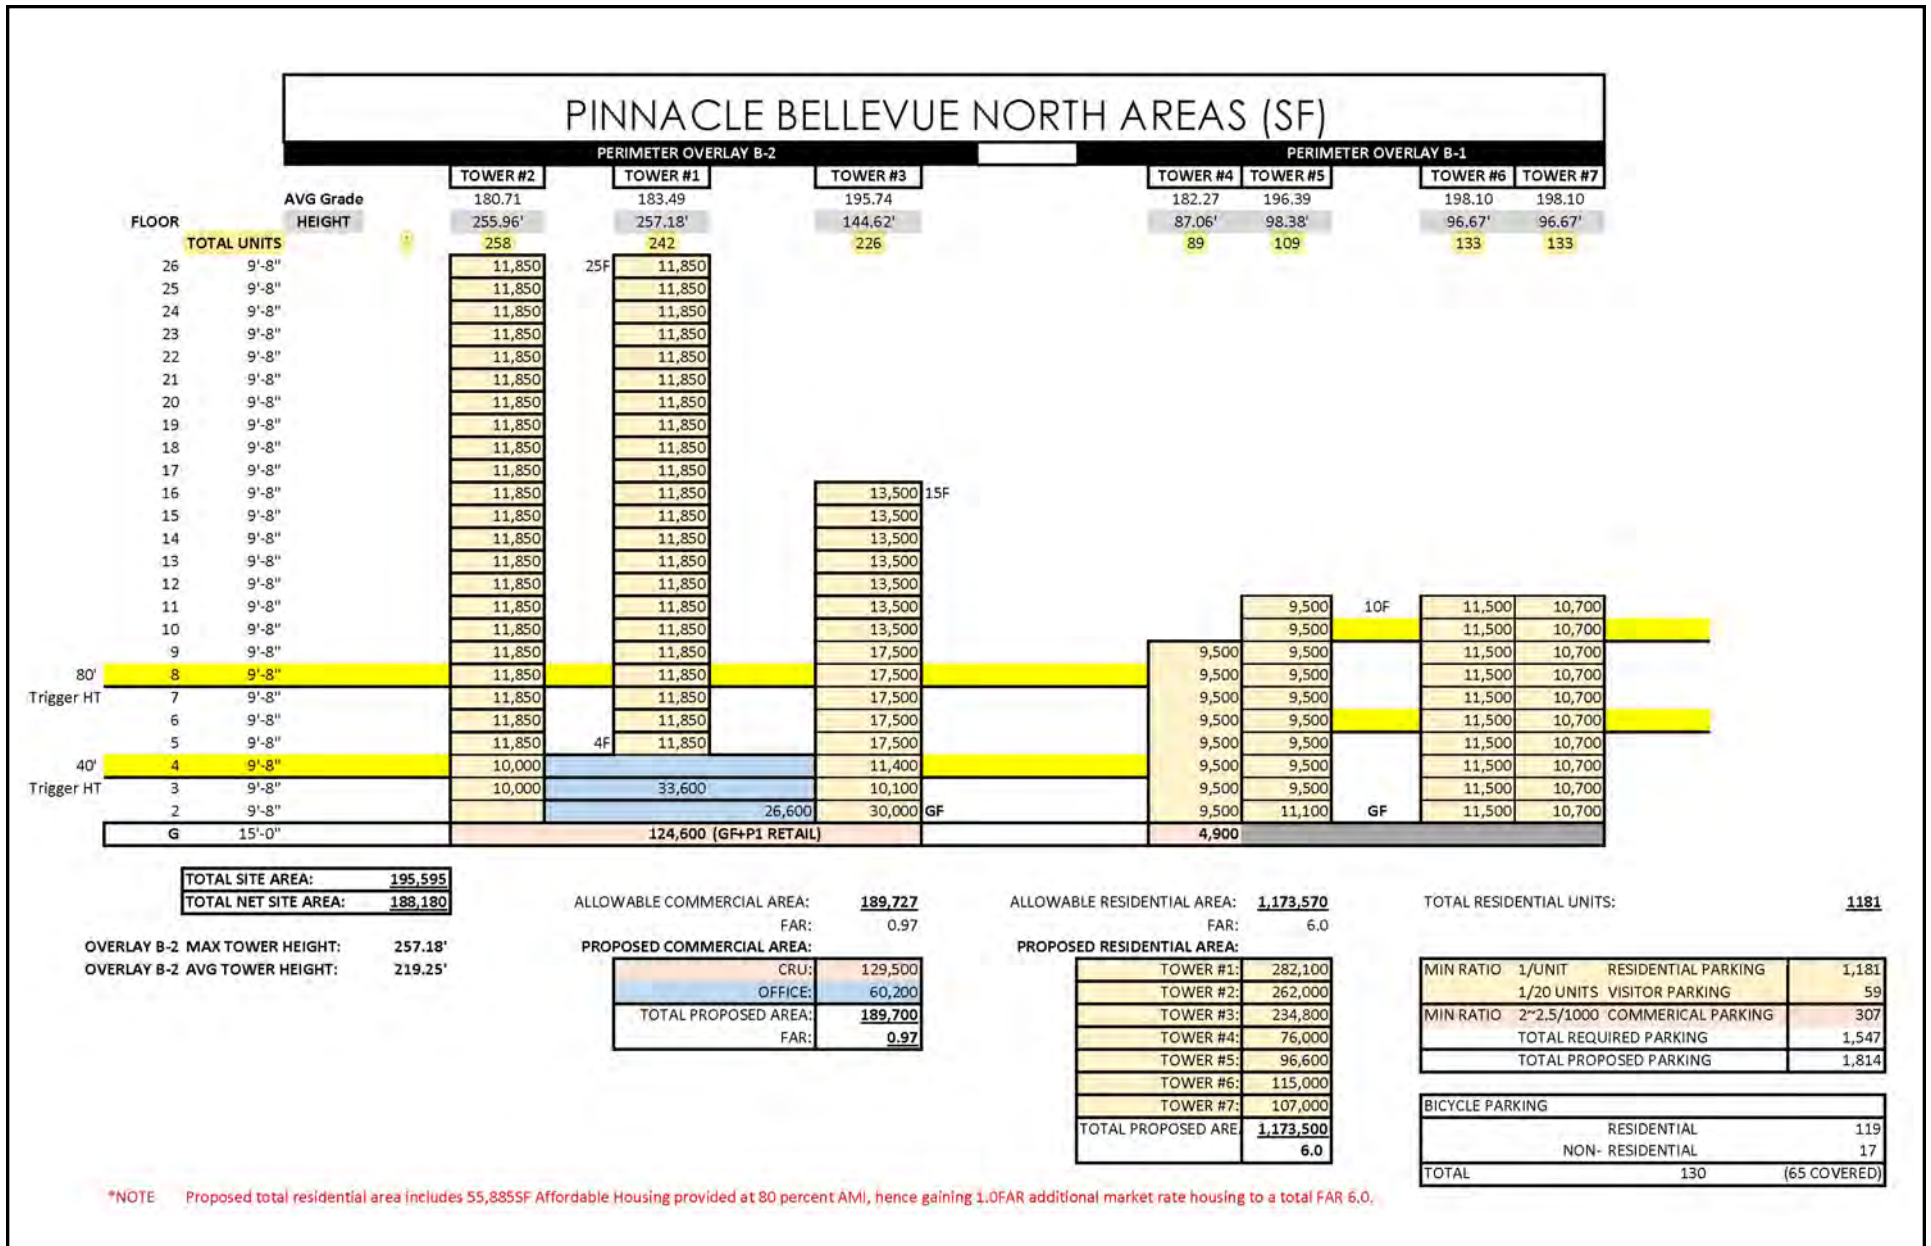 PINNACLE BELLEVUE NORTH AREAS (SF)
PERIMETER OVERLAY B-2 PERIMETER OVERLAY B-1
TOWER #2 TOWER #1 TOWER #3 TOWER #4 TOWER #5 TOWER #6 TOWER #7
AVG Grade 180.71 183.49 195.74 182.27 196.39 198.10 198.10
FLOOR HEIGHT 255.96' 257.18' 144.62' 87.06' 98.38' 96.67' 96.67'
TOTAL UNITS 258 242 226 89 109 133 133
26 9'-8" 11,850 25F 11,850
25 9'-8" 11,850 11,850
24 9'-8" 11,850 11,850
23 9'-8" 11,850 11,850
22 9'-8" 11,850 11,850
21 9'-8" 11,850 11,850
20 9'-8" 11,850 11,850
19 9'-8" 11,850 11,850
18 9'-8" 11,850 11,850
17 9'-8" 11,850 11,850
16 9'-8" 11,850 11,850 13,500 15F
15 9'-8" 11,850 11,850 13,500
14 9'-8" 11,850 11,850 13,500
13 9'-8" 11,850 11,850 13,500
12 9'-8" 11,850 11,850 13,500
11 9'-8" 11,850 11,850 13,500 9,500 10F 11,500 10,700
10 9'-8" 11,850 11,850 13,500 9,500 11,500 10,700
9 9'-8" 11,850 11,850 17,500 9,500 9,500 11,500 10,700
80' 8 9'-8" 11,850 11,850 17,500 9,500 9,500 11,500 10,700
Trigger HT 7 9'-8" 11,850 11,850 17,500 9,500 9,500 11,500 10,700
6 9'-8" 11,850 11,850 17,500 9,500 9,500 11,500 10,700
5 9'-8" 11,850 4F 11,850 17,500 9,500 9,500 11,500 10,700
40' 4 9'-8" 10,000 11,400 9,500 9,500 11,500 10,700
Trigger HT 3 9'-8" 10,000 33,600 10,100 9,500 9,500 11,500 10,700
2 9'-8" 26,600 30,000 GF 9,500 11,100 GF 11,500 10,700
G 15'-0" 124,600 (GF+P1 RETAIL) 4,900
TOTAL SITE AREA: 195,595
TOTAL NET SITE AREA: 188,180
OVERLAY B-2 MAX TOWER HEIGHT: 257.18'
OVERLAY B-2 AVG TOWER HEIGHT: 219.25'
ALLOWABLE COMMERCIAL AREA: 189,727
FAR: 0.97
PROPOSED COMMERCIAL AREA:
CRU: 129,500
OFFICE: 60,200
TOTAL PROPOSED AREA: 189,700
FAR: 0.97
ALLOWABLE RESIDENTIAL AREA: 1,173,570
FAR: 6.0
PROPOSED RESIDENTIAL AREA:
TOWER #1: 282,100
TOWER #2: 262,000
TOWER #3: 234,800
TOWER #4: 76,000
TOWER #5: 96,600
TOWER #6: 115,000
TOWER #7: 107,000
TOTAL PROPOSED ARE 1,173,500
6.0
TOTAL RESIDENTIAL UNITS: 1181
MIN RATIO 1/UNIT RESIDENTIAL PARKING 1,181
1/20 UNITS VISITOR PARKING 59
MIN RATIO 2~2.5/1000 COMMERICAL PARKING 307
TOTAL REQUIRED PARKING 1,547
TOTAL PROPOSED PARKING 1,814
BICYCLE PARKING
RESIDENTIAL 119
NON- RESIDENTIAL 17
TOTAL 130 (65 COVERED)
*NOTE Proposed total residential area includes 55,885SF Affordable Housing provided at 80 percent AMI, hence gaining 1.0FAR additional market rate housing to a total FAR 6.0.